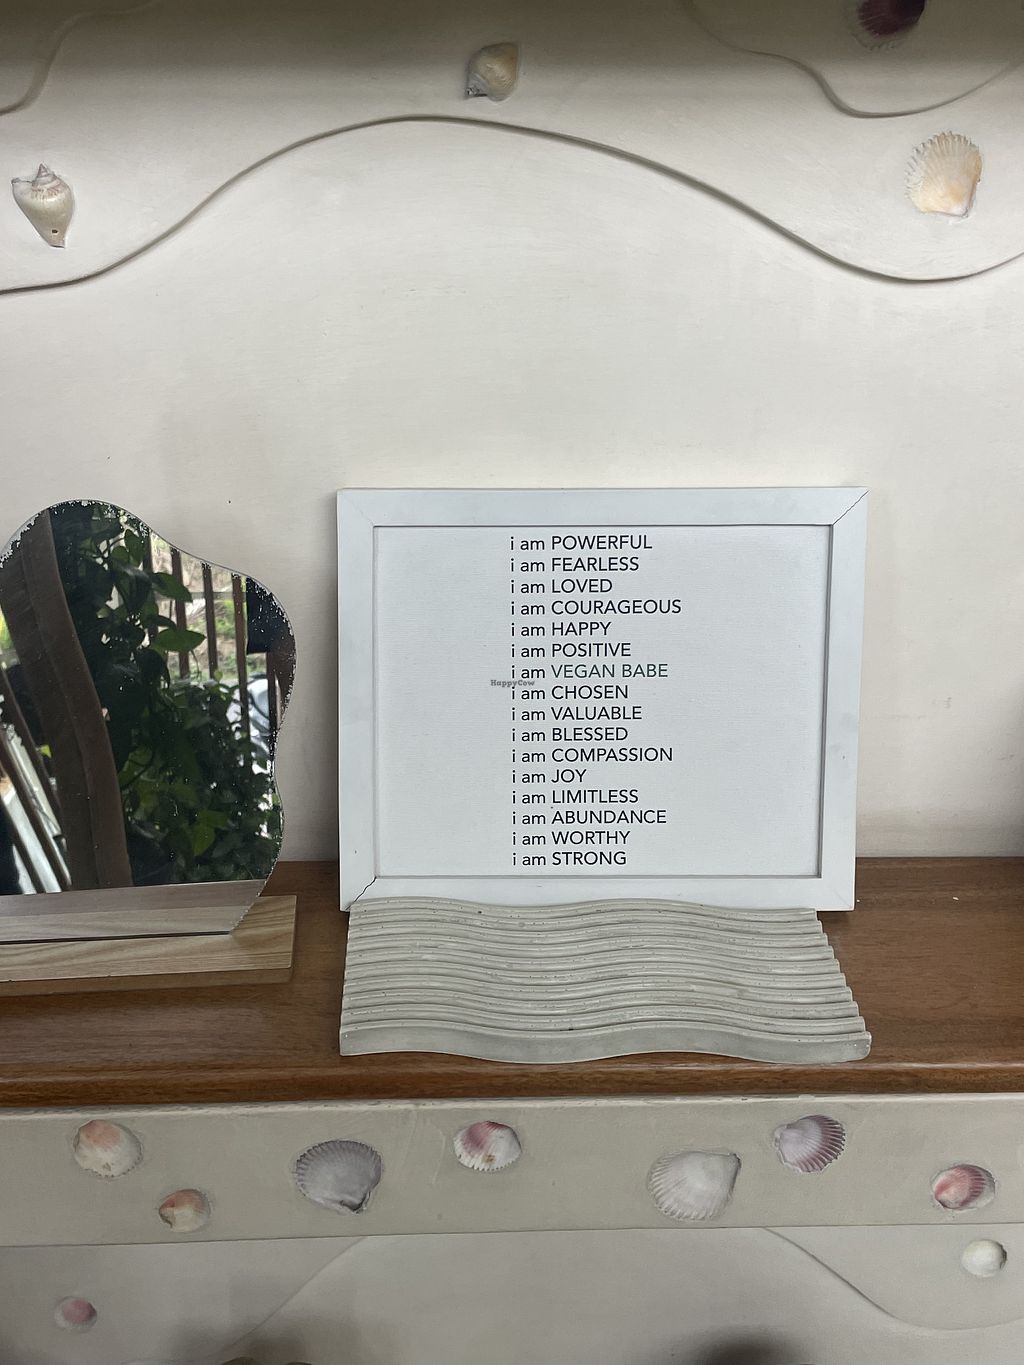 i am POWERFUL
i am FEARLESS
i am LOVED
i am COURAGEOUS
i am HAPPY
i am POSITIVE
i am VEGAN BABE
HappyCow
i am CHOSEN
i am VALUABLE
i am BLESSED
i am COMPASSION
i am JOY
i am LIMITLESS
i am ABUNDANCE
i am WORTHY
i am STRONG